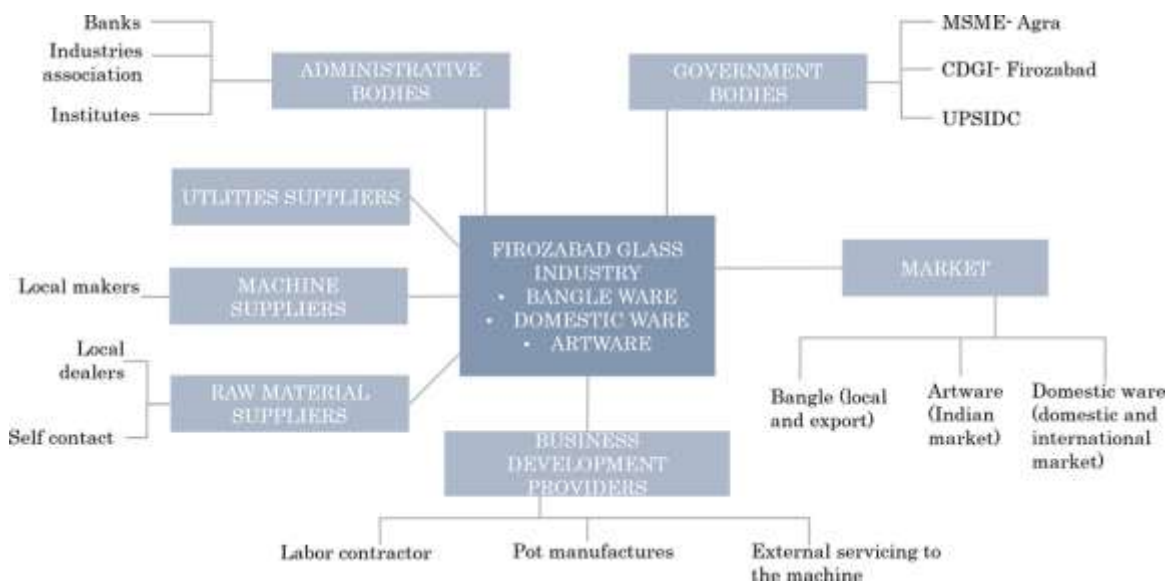 Banks
Industries
association
Institutes
ADMINISTRATIVE
BODIES
GOVERNMENT
BODIES
MSME- Agra
CDGI- Firozabad
UPSIDC
UTLITIES SUPPLIERS
Local makers
MACHINE
SUPPLIERS
Local
dealers
Self contact
RAW MATERIAL
SUPPLIERS
FIROZABAD GLASS
INDUSTRY
• BANGLE WARE
• DOMESTIC WARE
• ARTWARE
MARKET
Bangle (local
and export)
Artware
(Indian
market)
Domestic ware
(domestic and
international
market)
BUSINESS
DEVELOPMENT
PROVIDERS
Labor contractor
Pot manufactures
External servicing to
the machine